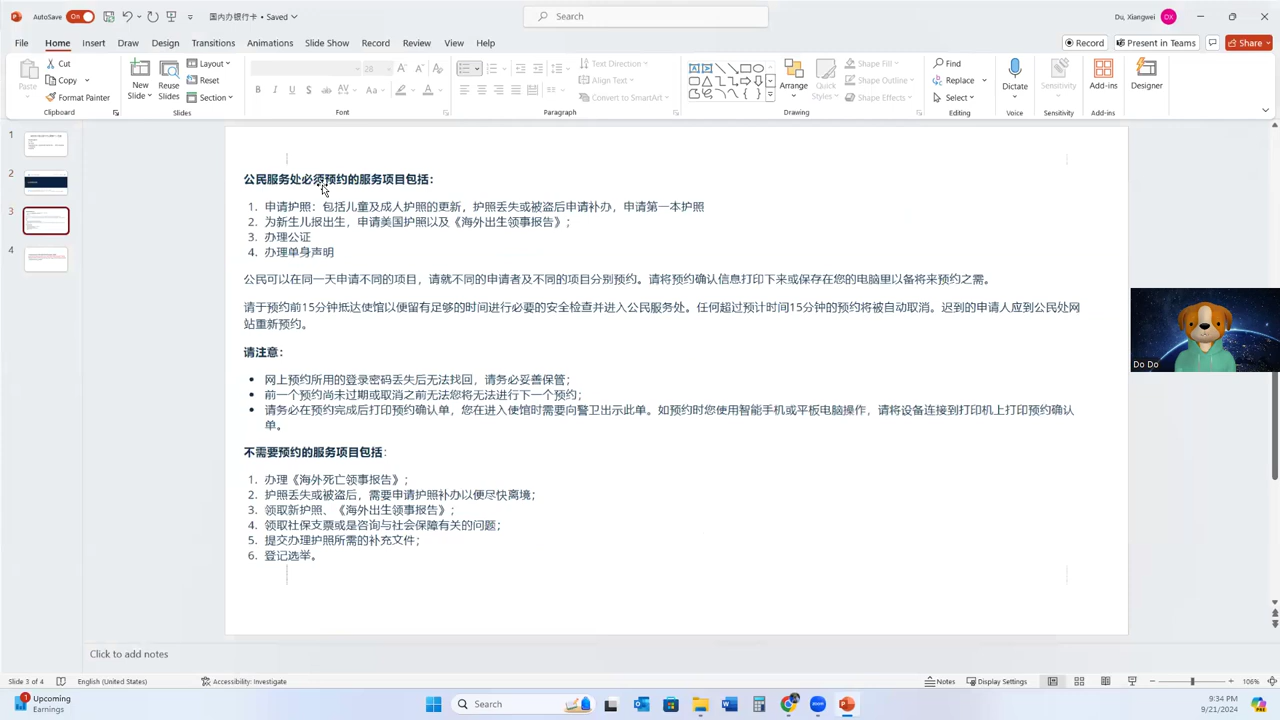 AutoSave On
国内办银行卡 • Saved
Search
Du, Xiangwei DX
File Home Insert Draw Design Transitions Animations Slide Show Record Review View Help
Record Present in Teams Share
Paste Cut Copy Format Painter
New Slide Reuse Slides Layout Reset Section
28
Text Direction Align Text Convert to SmartArt
Arrange Quick Styles Shape Fill Shape Outline Shape Effects
Find Replace Select
Dictate Sensitivity Add-ins Designer
Clipboard Slides Font Paragraph Drawing Editing Voice Sensitivity Add-ins
1
2
3
4
公民服务处必须预约的服务项目包括:
1. 申请护照：包括儿童及成人护照的更新，护照丢失或被盗后申请补办，申请第一本护照
2. 为新生儿报出生，申请美国护照以及《海外出生领事报告》;
3. 办理公证
4. 办理单身声明
公民可以在同一天申请不同的项目，请就不同的申请者及不同的项目分别预约。请将预约确认信息打印下来或保存在您的电脑里以备将来预约之需。
请于预约前15分钟抵达使馆以便留有足够的时间进行必要的安全检查并进入公民服务处。任何超过预计时间15分钟的预约将被自动取消。迟到的申请人应到公民处网
站重新预约。
请注意:
• 网上预约所用的登录密码丢失后无法找回，请务必妥善保管;
• 前一个预约尚未过期或取消之前无法您将无法进行下一个预约;
• 请务必在预约完成后打印预约确认单，您在进入使馆时需要向警卫出示此单。如预约时您使用智能手机或平板电脑操作，请将设备连接到打印机上打印预约确认
单。
不需要预约的服务项目包括:
1. 办理《海外死亡领事报告》;
2. 护照丢失或被盗后，需要申请护照补办以便尽快离境;
3. 领取新护照、《海外出生领事报告》;
4. 领取社保支票或是咨询与社会保障有关的问题;
5. 提交办理护照所需的补充文件;
6. 登记选举。
Do Do
Click to add notes
Slide 3 of 4 English (United States) Accessibility: Investigate Notes Display Settings 106%
Upcoming
Earnings
Search
9:34 PM
9/21/2024